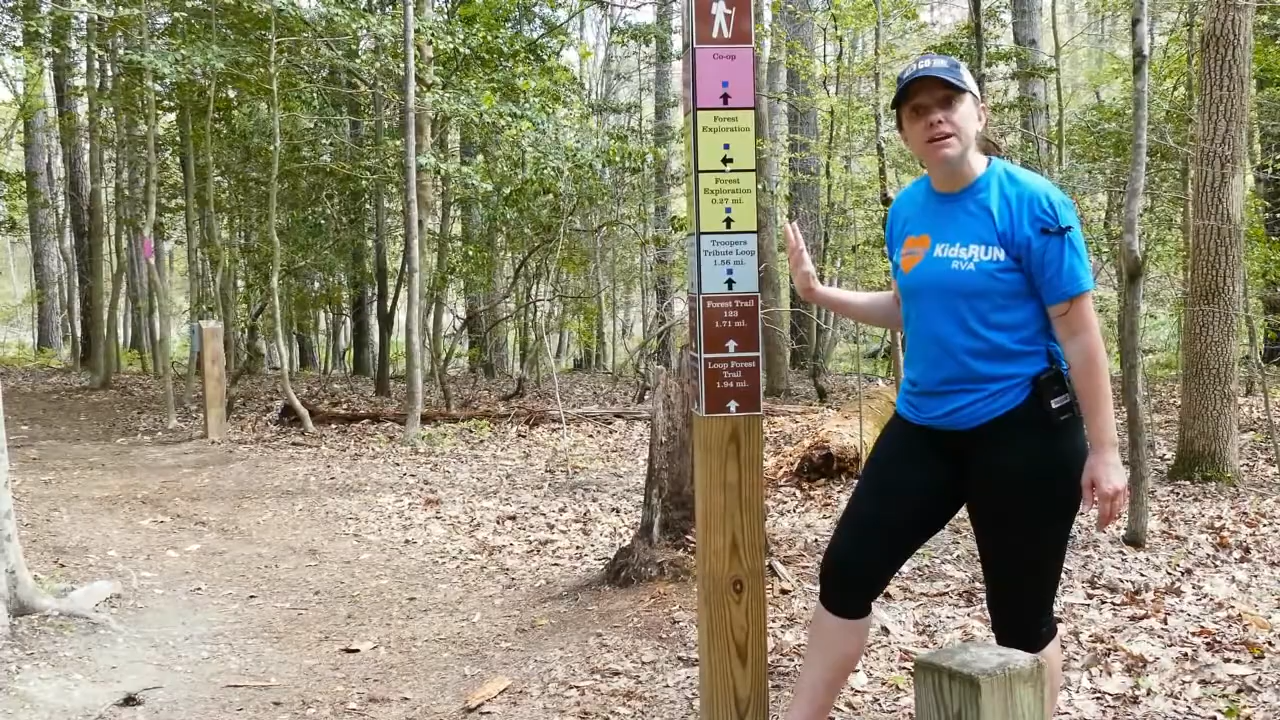 Co-op
Forest
Exploration
Forest
Exploration
0.27 mi.
Troopers
Tribute Loop
1.56 mi.
Forest Trail
123
1.71 mi.
Loop Forest
Trail
1.94 mi.
KidsRUN
RVA